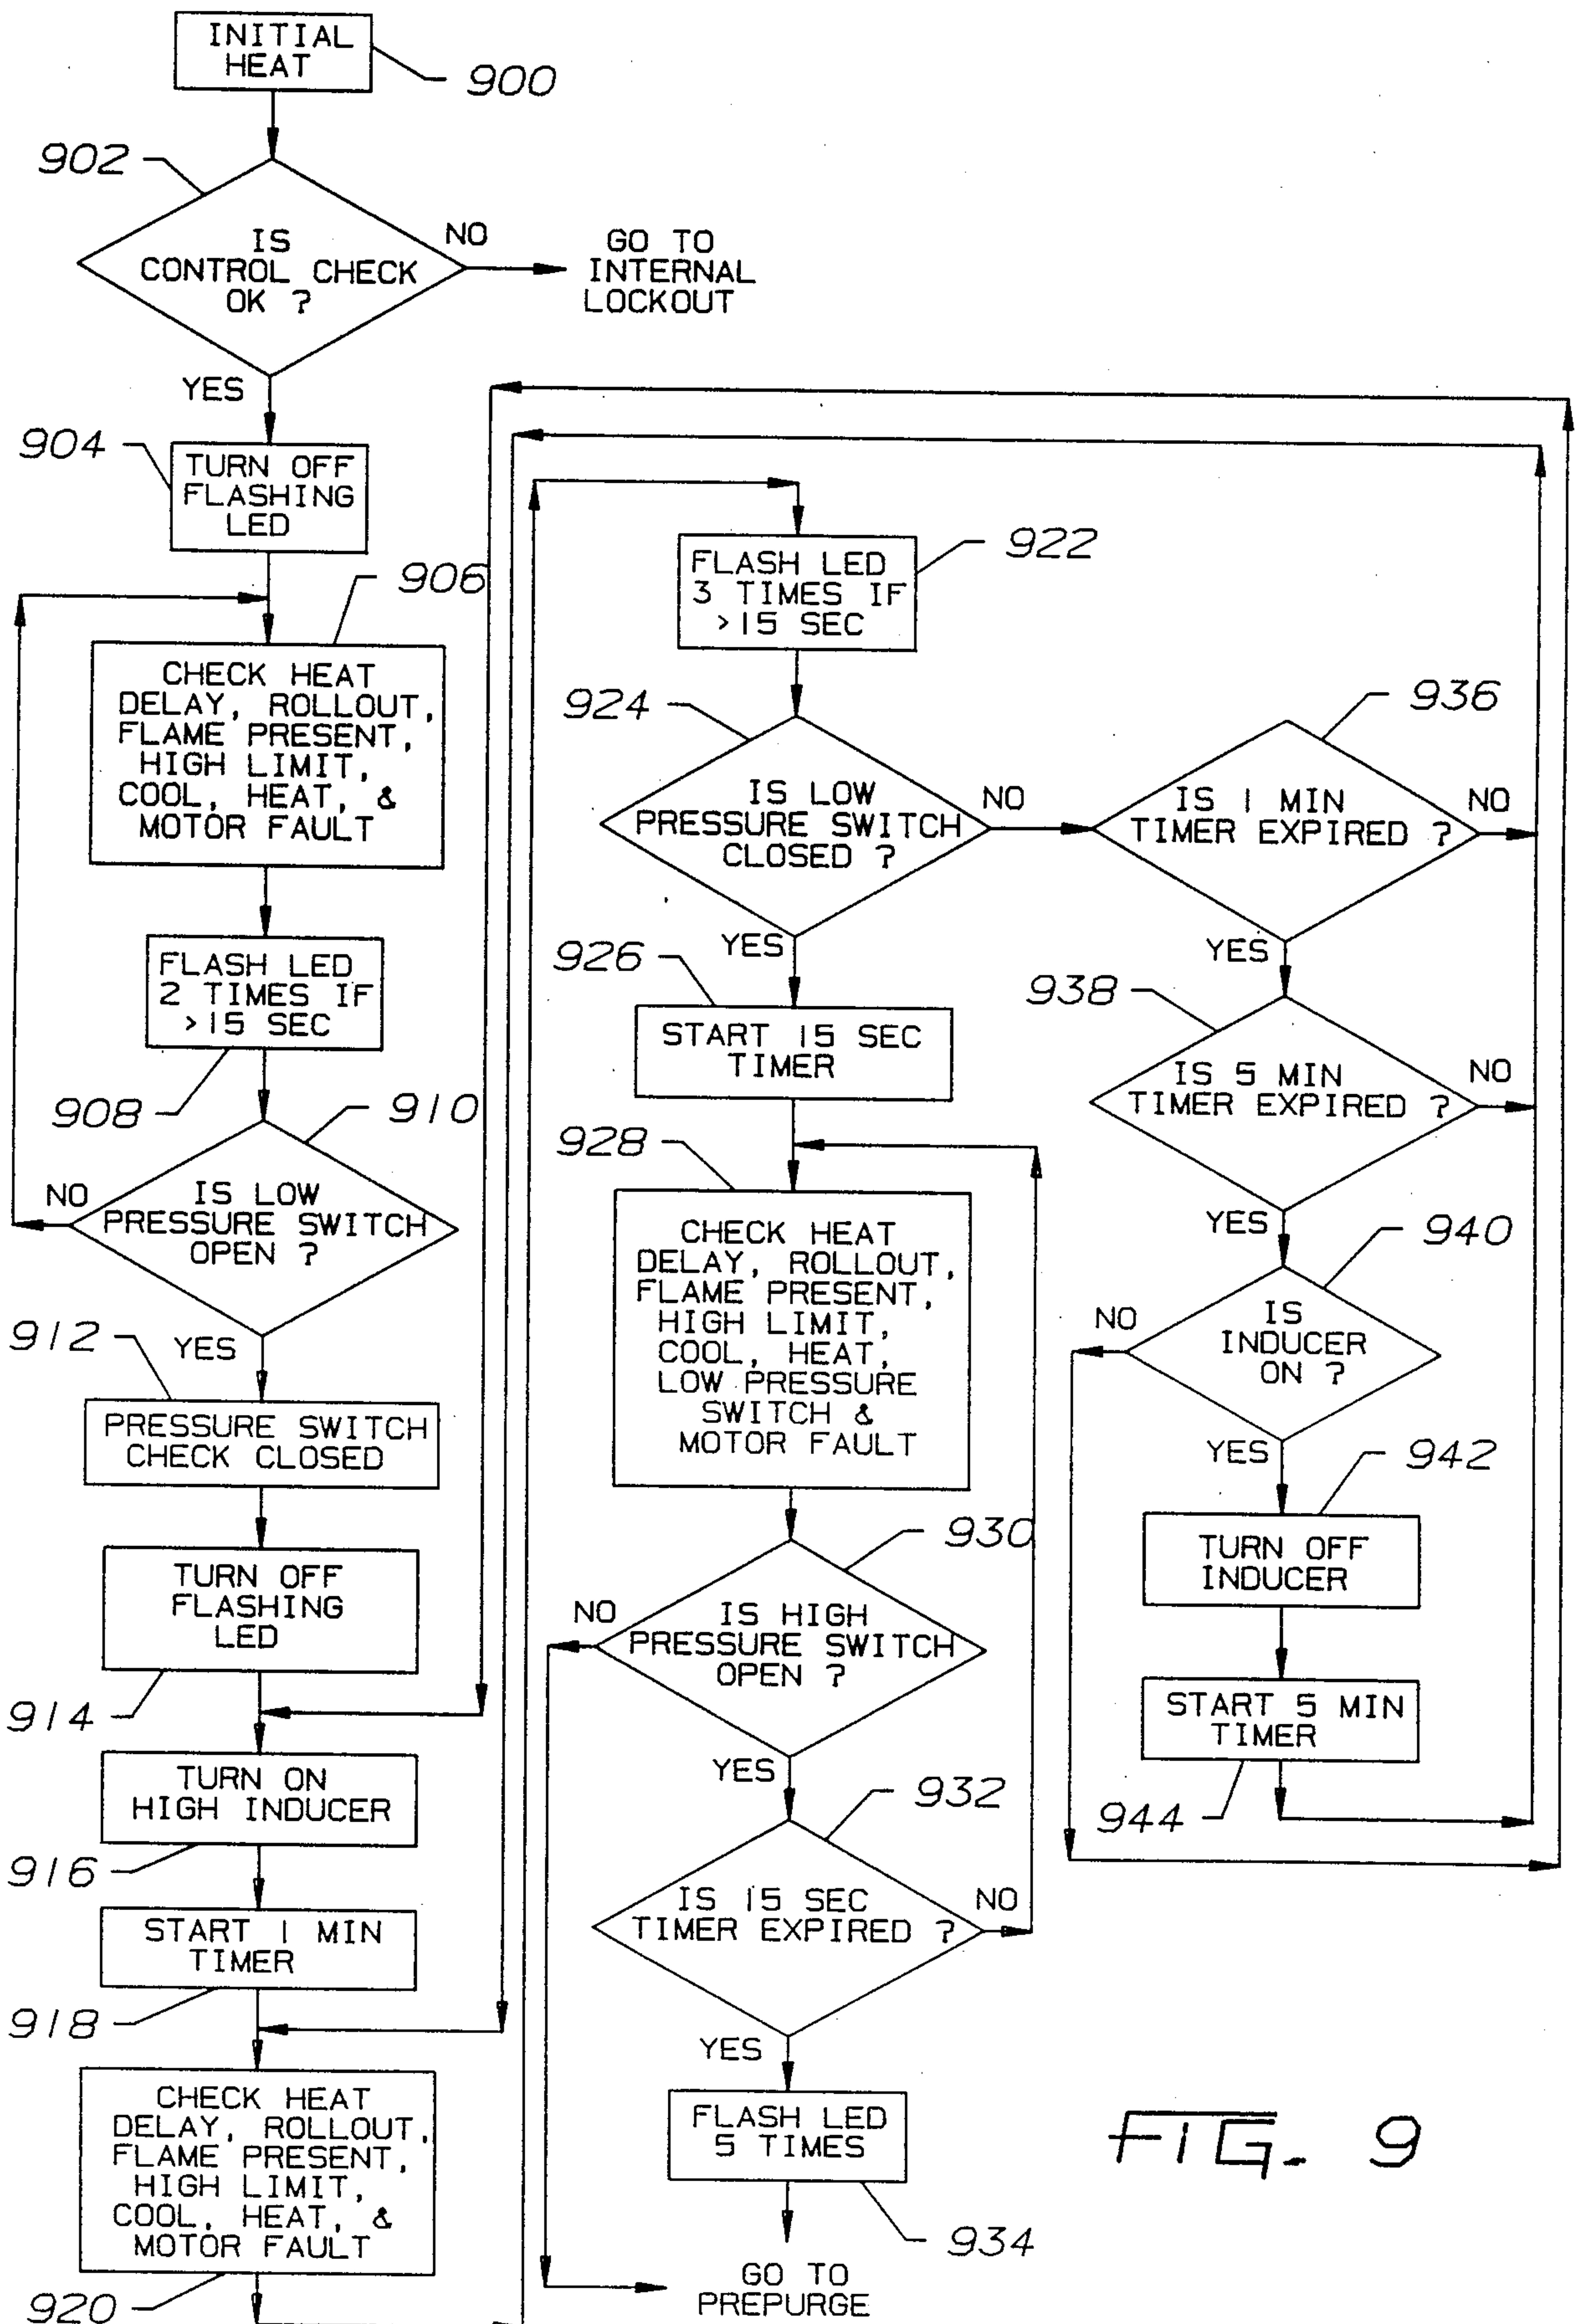 INITIAL
HEAT
900
902
IS
CONTROL CHECK
OK ?
NO
GO TO
INTERNAL
LOCKOUT
YES
904
TURN OFF
FLASHING
LED
906
CHECK HEAT
DELAY, ROLLOUT,
FLAME PRESENT,
HIGH LIMIT,
COOL, HEAT, &
MOTOR FAULT
FLASH LED
2 TIMES IF
>15 SEC
908
910
NO
IS LOW
PRESSURE SWITCH
OPEN ?
YES
912
PRESSURE SWITCH
CHECK CLOSED
TURN OFF
FLASHING
LED
914
TURN ON
HIGH INDUCER
916
START 1 MIN
TIMER
918
CHECK HEAT
DELAY, ROLLOUT,
FLAME PRESENT,
HIGH LIMIT,
COOL, HEAT, &
MOTOR FAULT
920
FLASH LED
3 TIMES IF
>15 SEC
922
924
IS LOW
PRESSURE SWITCH
CLOSED ?
NO
YES
926
START 15 SEC
TIMER
928
CHECK HEAT
DELAY, ROLLOUT,
FLAME PRESENT,
HIGH LIMIT,
COOL, HEAT,
LOW PRESSURE
SWITCH &
MOTOR FAULT
930
NO
IS HIGH
PRESSURE SWITCH
OPEN ?
YES
932
IS 15 SEC
TIMER EXPIRED ?
NO
YES
FLASH LED
5 TIMES
934
GO TO
PREPURGE
936
IS 1 MIN
TIMER EXPIRED ?
NO
YES
938
IS 5 MIN
TIMER EXPIRED ?
NO
YES
940
NO
IS
INDUCER
ON ?
YES
942
TURN OFF
INDUCER
START 5 MIN
TIMER
944
FIG. 9